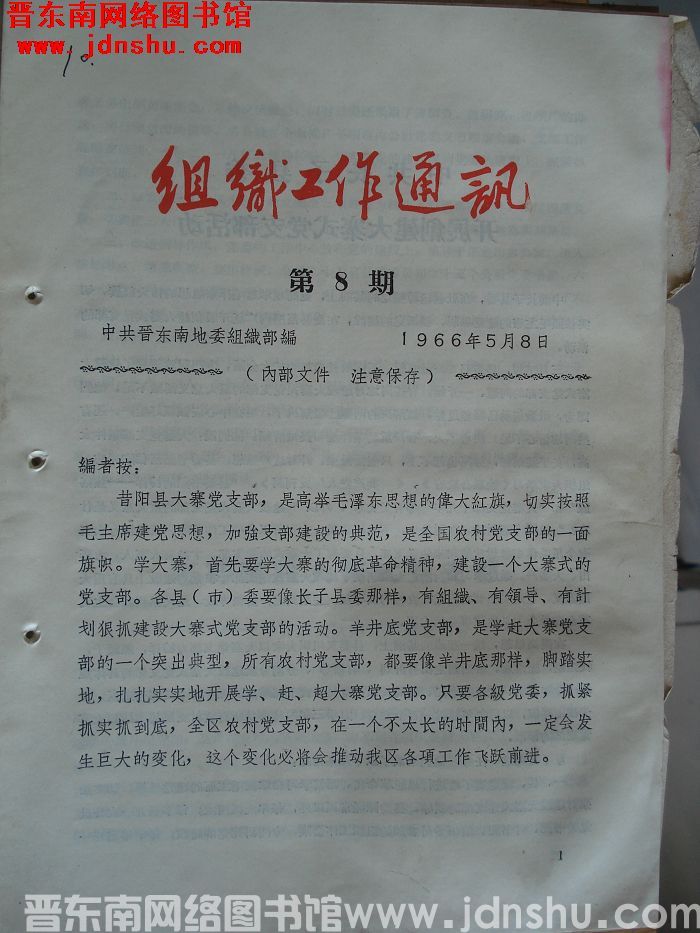 晋东南网络图书馆
www.jdnshu.com
10.
组織工作通訊
第 8 期
中共晋东南地委組織部編 1966年5月8日
（內部文件 注意保存）
編者按：
昔阳县大寨党支部，是高举毛澤东思想的偉大紅旗，切实按照
毛主席建党思想，加強支部建設的典范，是全国农村党支部的一面
旗帜。学大寨，首先要学大寨的彻底革命精神，建設一个大寨式的
党支部。各县（市）委要像长子县委那样，有組織、有領导、有計
划狠抓建設大寨式党支部的活动。羊井底党支部，是学赶大寨党支
部的一个突出典型，所有农村党支部，都要像羊井底那样，脚踏实
地，扎扎实实地开展学、赶、超大寨党支部。只要各級党委，抓紧
抓实抓到底，全区农村党支部，在一个不太长的时間內，一定会发
生巨大的变化，这个变化必将会推动我区各項工作飞跃前进。
1
晋东南网络图书馆www.jdnshu.com